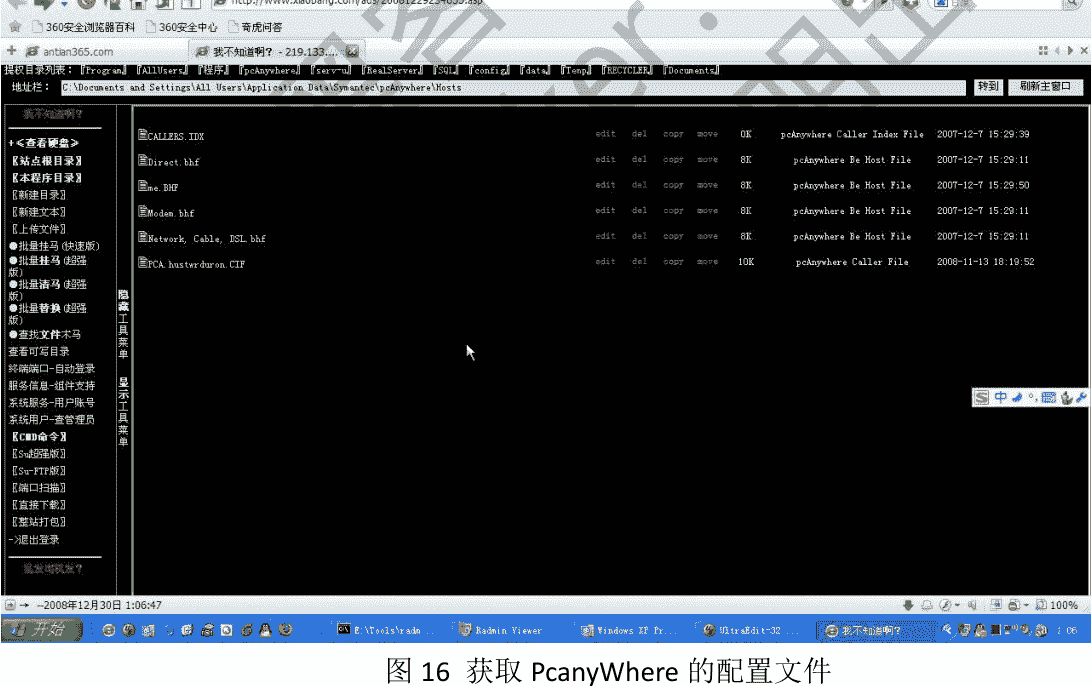 http://www.xiaobang.com/ads/20081229234655.asp
360安全浏览器百科 360安全中心 奇虎问答
antian365.com 我不知道啊? - 219.133....
提权目录列表: 『Program』 『AllUsers』 『程序』 『pcAnywhere』 『serv-u』 『RealServer』 『SQL』 『config』 『data』 『Temp』 『RECYCLER』 『Documents』
地址栏: C:\Documents and Settings\All Users\Application Data\Symantec\pcAnywhere\Hosts 转到 刷新主窗口
我不知道啊?
+<查看硬盘>
〖站点根目录〗
〖本程序目录〗
〖新建目录〗
〖新建文本〗
〖上传文件〗
●批量挂马(快速版)
●批量挂马(超强
版)
●批量清马(超强
版)
●批量替换(超强
版)
●查找文件木马
查看可写目录
终端端口-自动登录
服务信息-组件支持
系统服务-用户账号
系统用户-查管理员
〖CMD命令〗
〖Su超强版〗
〖Su-FTP版〗
〖端口扫描〗
〖直接下载〗
〖整站打包〗
->退出登录
隐藏工具菜单
显示工具菜单
CALLERS.IDX edit del copy move 0K pcAnywhere Caller Index File 2007-12-7 15:29:39
Direct.bhf edit del copy move 8K pcAnywhere Be Host File 2007-12-7 15:29:11
me.BHF edit del copy move 8K pcAnywhere Be Host File 2007-12-7 15:29:50
Modem.bhf edit del copy move 8K pcAnywhere Be Host File 2007-12-7 15:29:11
Network, Cable, DSL.bhf edit del copy move 8K pcAnywhere Be Host File 2007-12-7 15:29:11
PCA.hustwrduron.CIF edit del copy move 10K pcAnywhere Caller File 2008-11-13 18:19:52
中
--2008年12月30日 1:06:47 100%
开始 E:\Tools\radm ... Radmin Viewer Windows XP Pr... UltraEdit-32 ... 我不知道啊? 1:06
图 16 获取 PcanyWhere 的配置文件